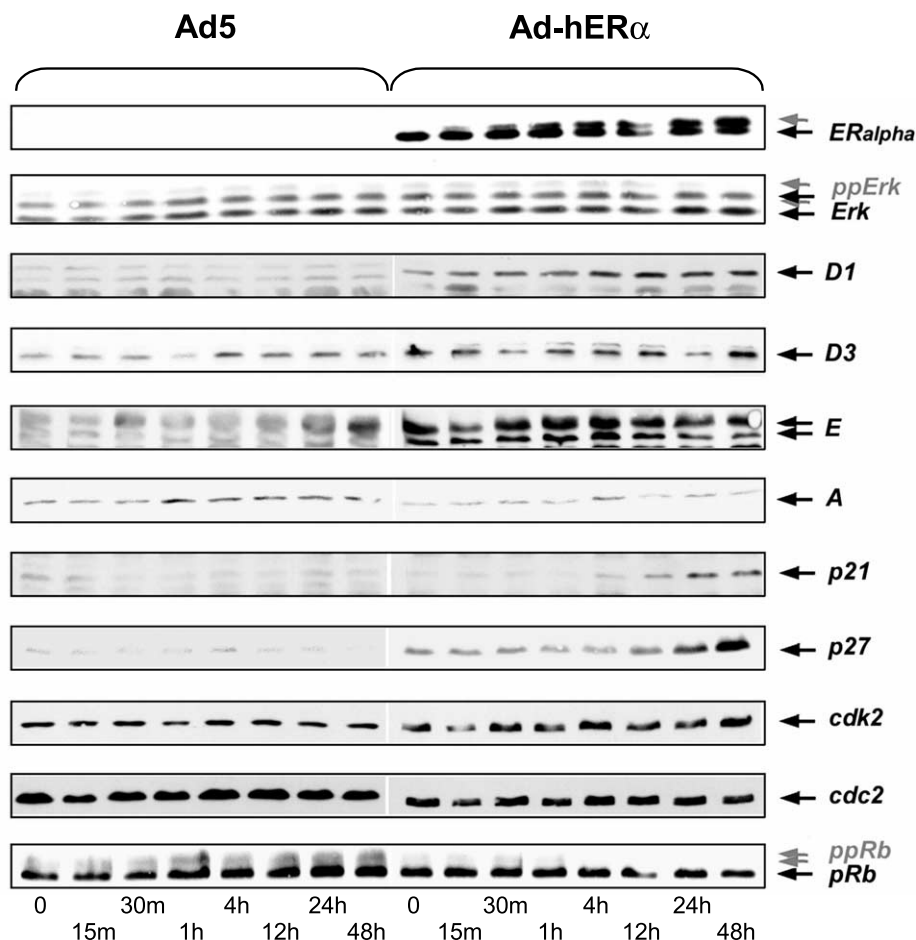 Ad5 Ad-hERα
ERalpha
ppErk
Erk
D1
D3
E
A
p21
p27
cdk2
cdc2
ppRb
pRb
0 30m 4h 24h 0 30m 4h 24h
15m 1h 12h 48h 15m 1h 12h 48h